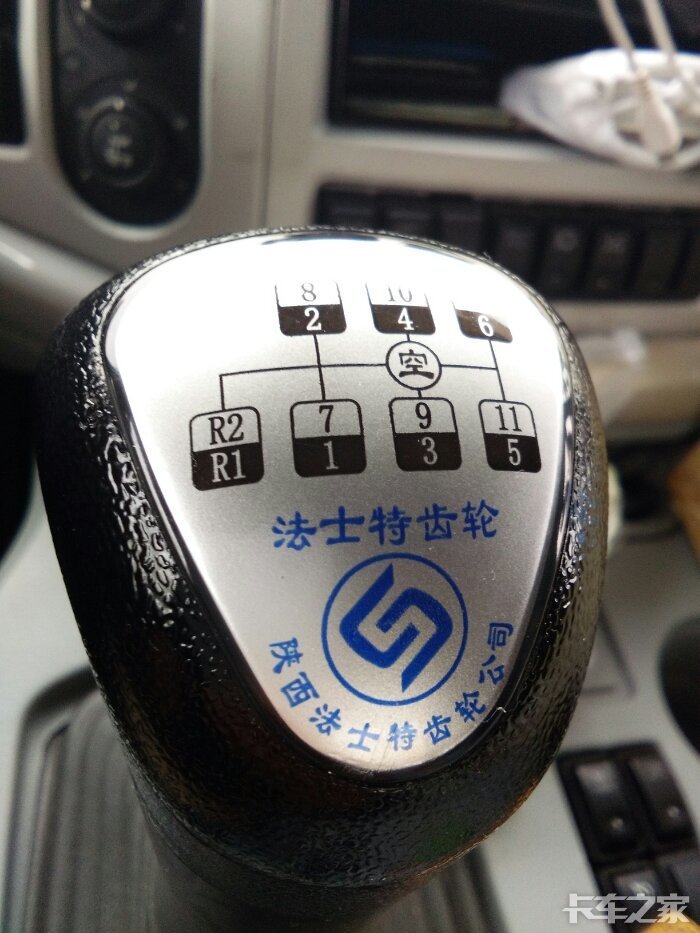 8 10
2 4 6
空
R2 7 9 11
R1 1 3 5
法士特齿轮
陕西法士特齿轮公司
卡车之家